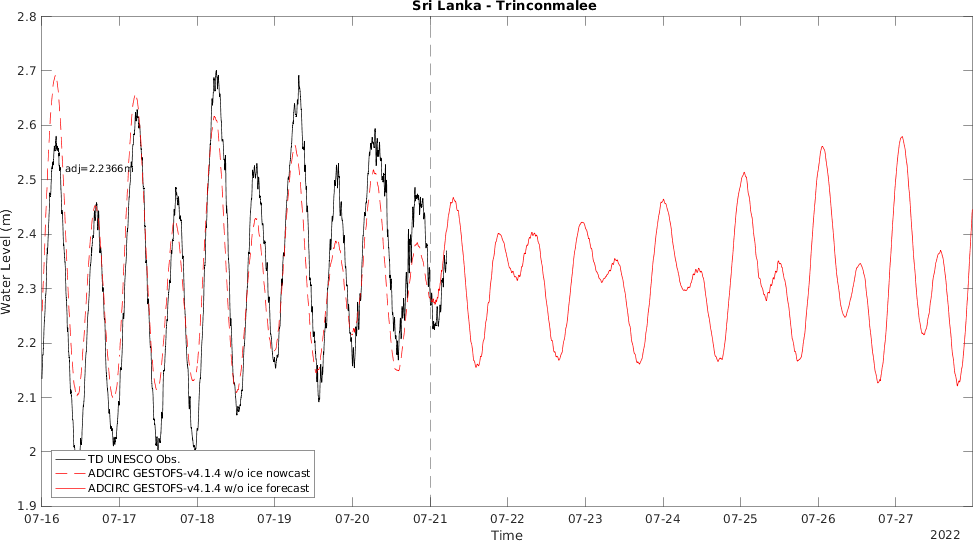 Sri Lanka - Trinconmalee
2.8
2.7
2.6
2.5
2.4
2.3
2.2
2.1
2
1.9
Water Level (m)
adj=2.2366m
TD UNESCO Obs.
ADCIRC GESTOFS-v4.1.4 w/o ice nowcast
ADCIRC GESTOFS-v4.1.4 w/o ice forecast
07-16 07-17 07-18 07-19 07-20 07-21 07-22 07-23 07-24 07-25 07-26 07-27
Time
2022